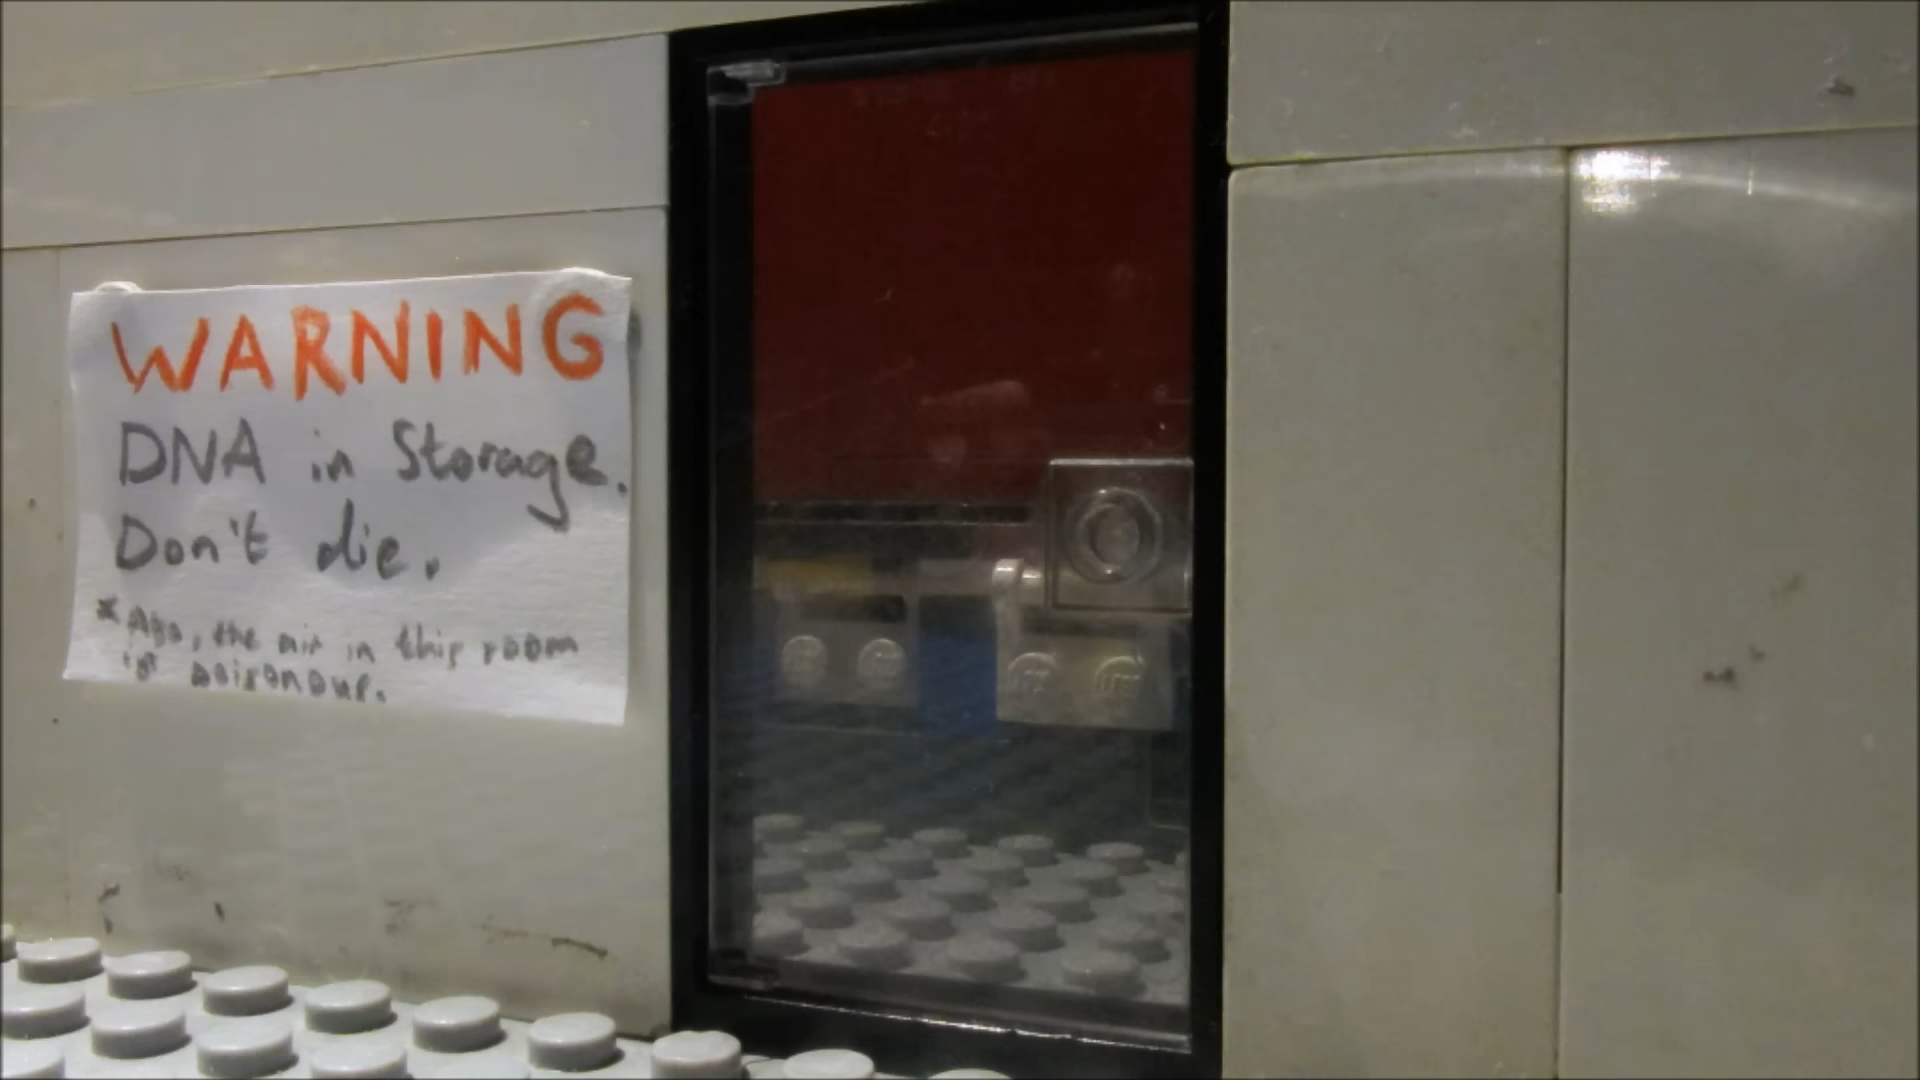 WARNING
DNA in Storage.
Don't die.
*Also, the air in this room
is poisonous.